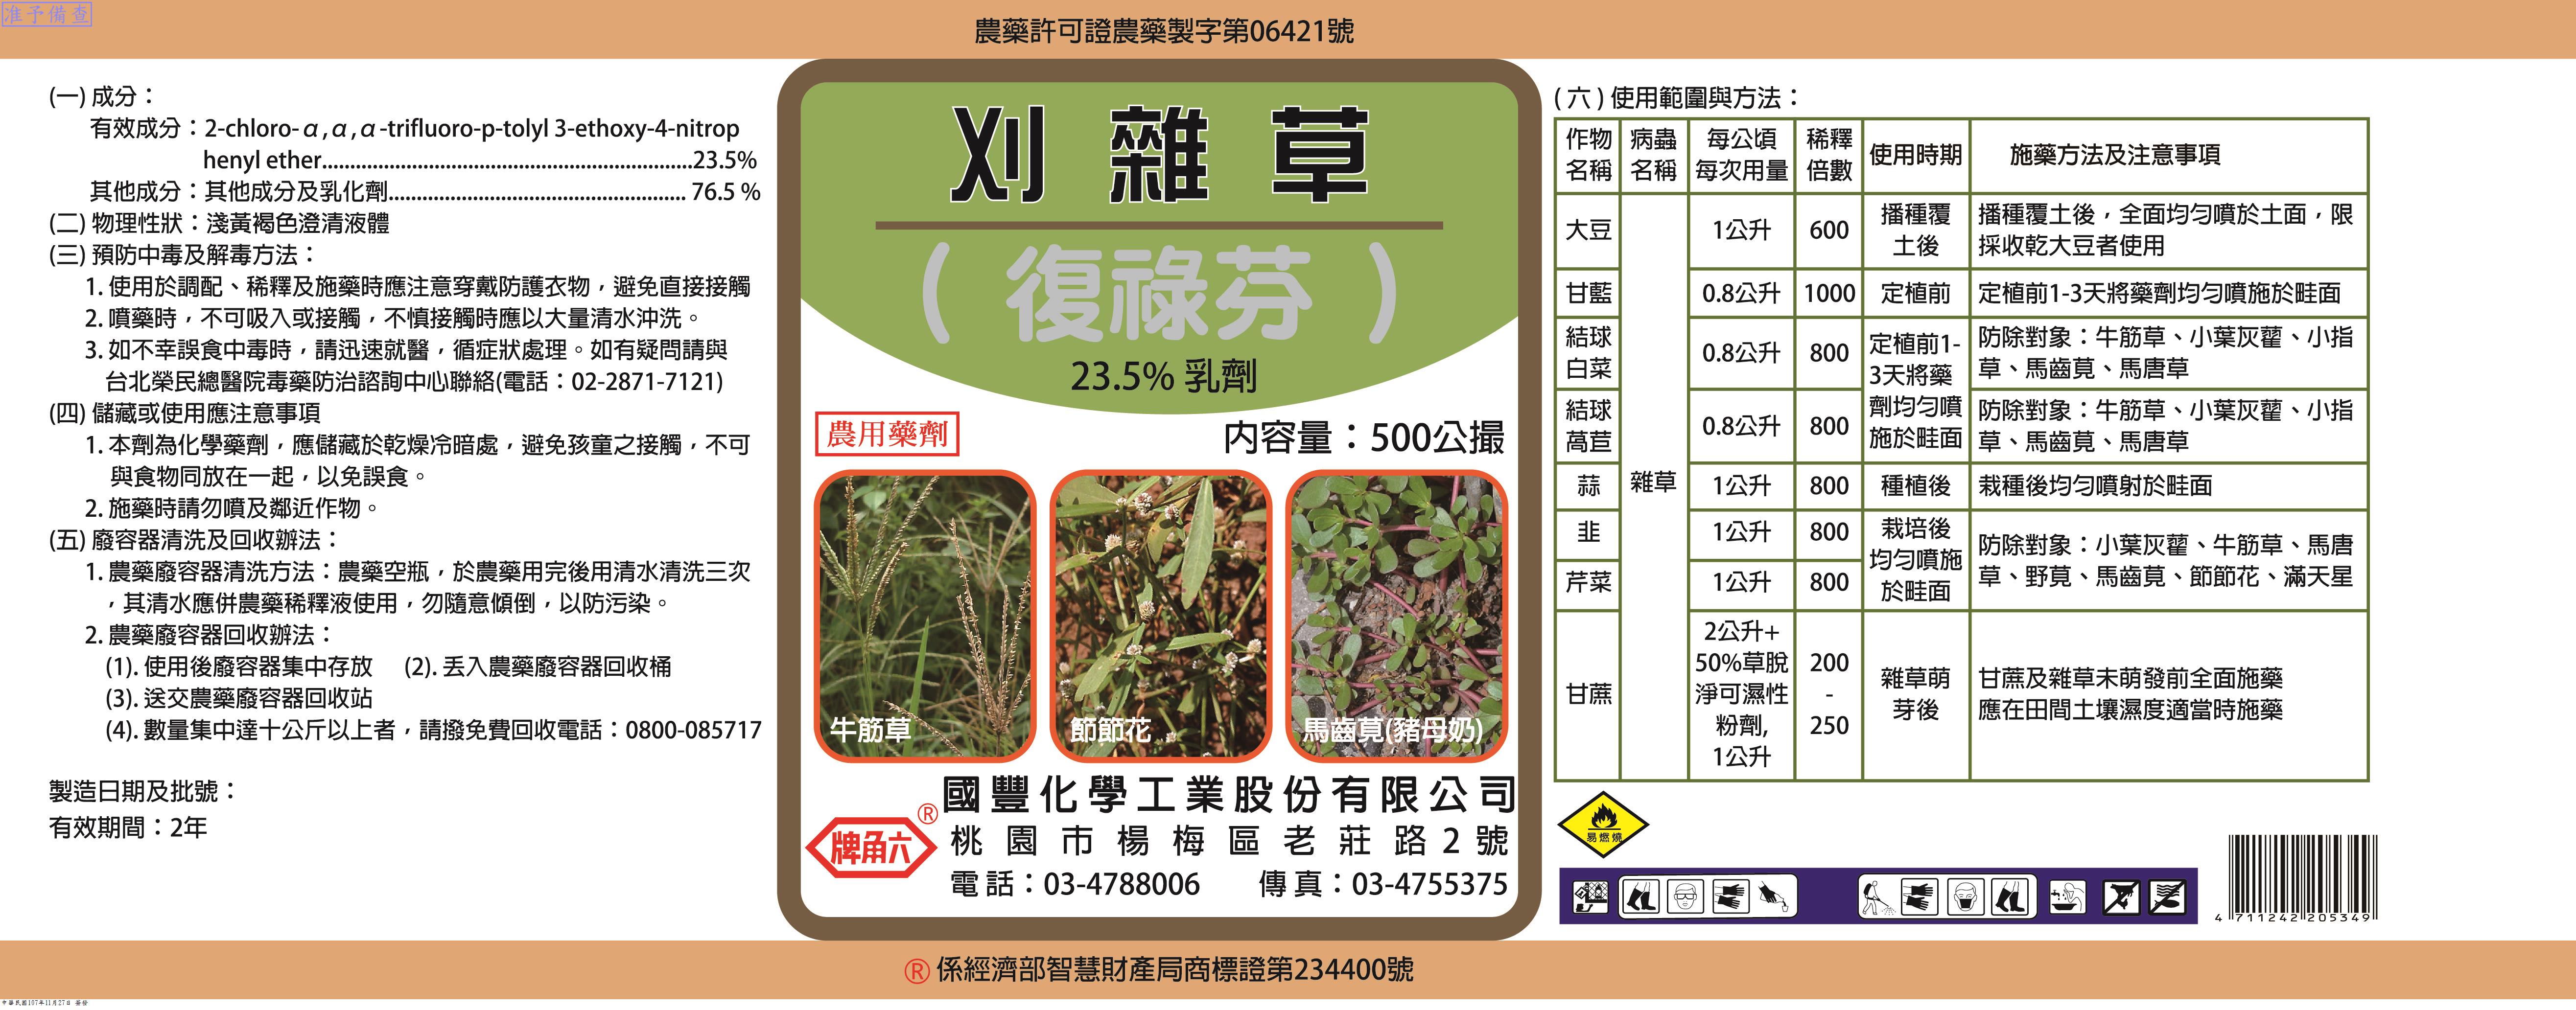 准予備查
農藥許可證農藥製字第06421號
(一) 成分：
有效成分：2-chloro-α,α,α-trifluoro-p-tolyl 3-ethoxy-4-nitrop
henyl ether.................................................................23.5%
其他成分：其他成分及乳化劑.................................................... 76.5 %
(二) 物理性狀：淺黃褐色澄清液體
(三) 預防中毒及解毒方法：
1. 使用於調配、稀釋及施藥時應注意穿戴防護衣物，避免直接接觸
2. 噴藥時，不可吸入或接觸，不慎接觸時應以大量清水沖洗。
3. 如不幸誤食中毒時，請迅速就醫，循症狀處理。如有疑問請與
台北榮民總醫院毒藥防治諮詢中心聯絡(電話：02-2871-7121)
(四) 儲藏或使用應注意事項
1. 本劑為化學藥劑，應儲藏於乾燥冷暗處，避免孩童之接觸，不可
與食物同放在一起，以免誤食。
2. 施藥時請勿噴及鄰近作物。
(五) 廢容器清洗及回收辦法：
1. 農藥廢容器清洗方法：農藥空瓶，於農藥用完後用清水清洗三次
，其清水應併農藥稀釋液使用，勿隨意傾倒，以防污染。
2. 農藥廢容器回收辦法：
(1). 使用後廢容器集中存放 (2). 丟入農藥廢容器回收桶
(3). 送交農藥廢容器回收站
(4). 數量集中達十公斤以上者，請撥免費回收電話：0800-085717
製造日期及批號：
有效期間：2年
刈雜草
(復祿芬)
23.5% 乳劑
農用藥劑
內容量：500公撮
牛筋草
節節花
馬齒莧(豬母奶)
國豐化學工業股份有限公司
®
牌角六
桃園市楊梅區老莊路2號
電話：03-4788006 傳真：03-4755375
(六) 使用範圍與方法：
作物名稱 病蟲名稱 每公頃每次用量 稀釋倍數 使用時期 施藥方法及注意事項
大豆 雜草 1公升 600 播種覆土後 播種覆土後，全面均勻噴於土面，限
採收乾大豆者使用
甘藍 0.8公升 1000 定植前 定植前1-3天將藥劑均勻噴施於畦面
結球白菜 0.8公升 800 定植前1-3天將藥劑均勻噴施於畦面 防除對象：牛筋草、小葉灰藋、小指
草、馬齒莧、馬唐草
結球萵苣 0.8公升 800 防除對象：牛筋草、小葉灰藋、小指
草、馬齒莧、馬唐草
蒜 1公升 800 種植後 栽種後均勻噴射於畦面
韭 1公升 800 栽培後均勻噴施於畦面 防除對象：小葉灰藋、牛筋草、馬唐
草、野莧、馬齒莧、節節花、滿天星
芹菜 1公升 800
甘蔗 2公升+50%草脫淨可濕性粉劑,1公升 200-250 雜草萌芽後 甘蔗及雜草未萌發前全面施藥
應在田間土壤濕度適當時施藥
易燃燒
4 711242 205349
® 係經濟部智慧財產局商標證第234400號
中華民國107年11月27日 簽發